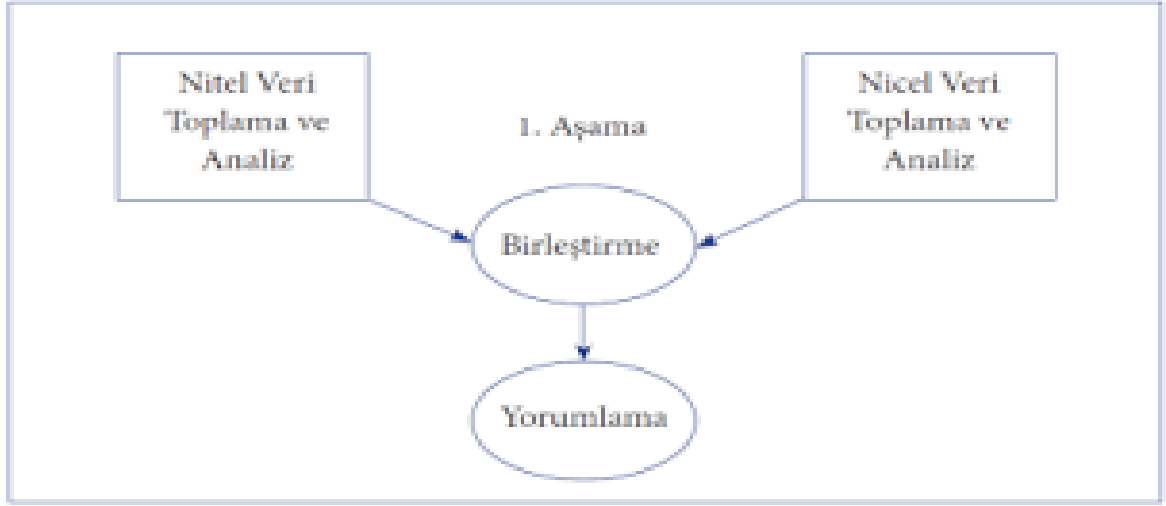 Nitel Veri
Toplama ve
Analiz
1. Aşama
Nicel Veri
Toplama ve
Analiz
Birleştirme
Yorumlama